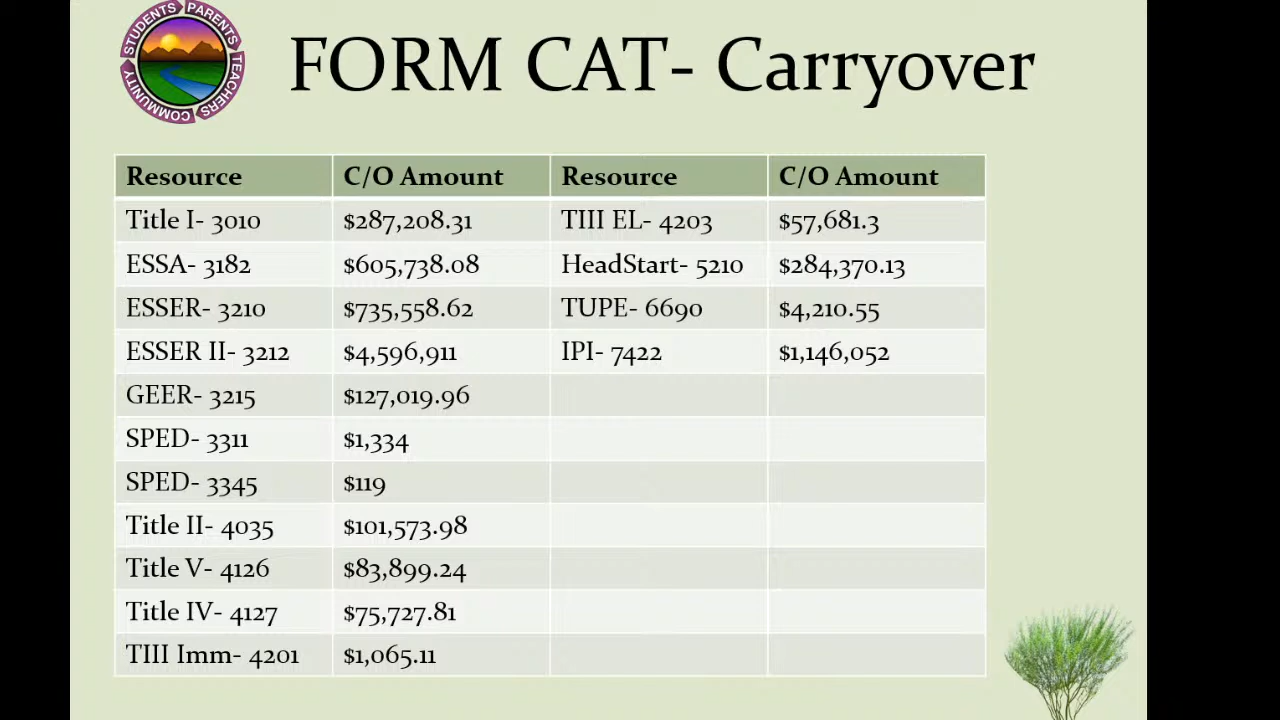 STUDENTS PARENTS TEACHERS COMMUNITY
FORM CAT- Carryover
Resource C/O Amount Resource C/O Amount
Title I- 3010 $287,208.31 TIII EL- 4203 $57,681.3
ESSA- 3182 $605,738.08 HeadStart- 5210 $284,370.13
ESSER- 3210 $735,558.62 TUPE- 6690 $4,210.55
ESSER II- 3212 $4,596,911 IPI- 7422 $1,146,052
GEER- 3215 $127,019.96
SPED- 3311 $1,334
SPED- 3345 $119
Title II- 4035 $101,573.98
Title V- 4126 $83,899.24
Title IV- 4127 $75,727.81
TIII Imm- 4201 $1,065.11